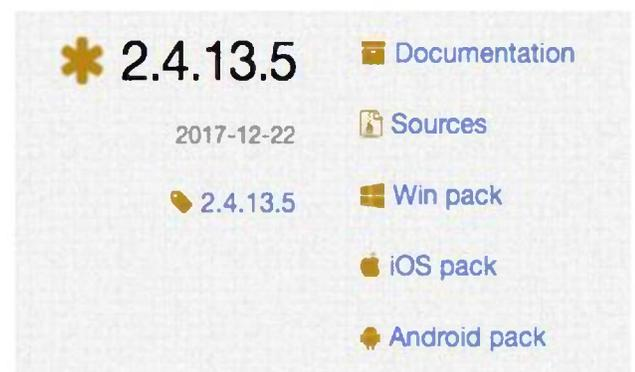 2.4.13.5
2017-12-22
2.4.13.5
Documentation
Sources
Win pack
iOS pack
Android pack